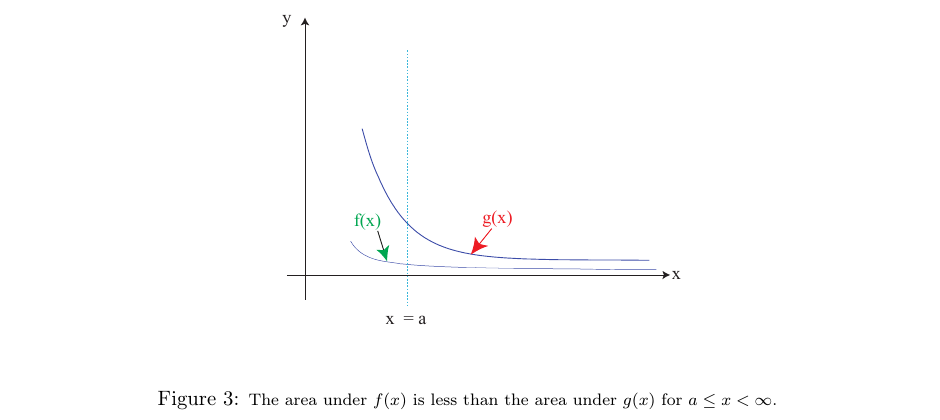 y
f(x)
g(x)
x
x = a
Figure 3: The area under f(x) is less than the area under g(x) for a ≤ x < ∞.